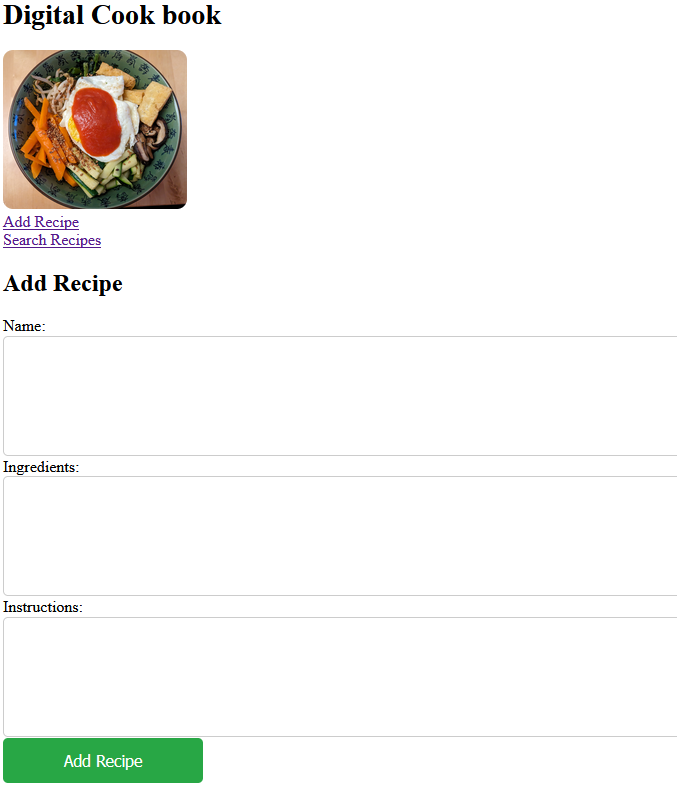 Digital Cook book
Add Recipe
Search Recipes
Add Recipe
Name:
Ingredients:
Instructions:
Add Recipe